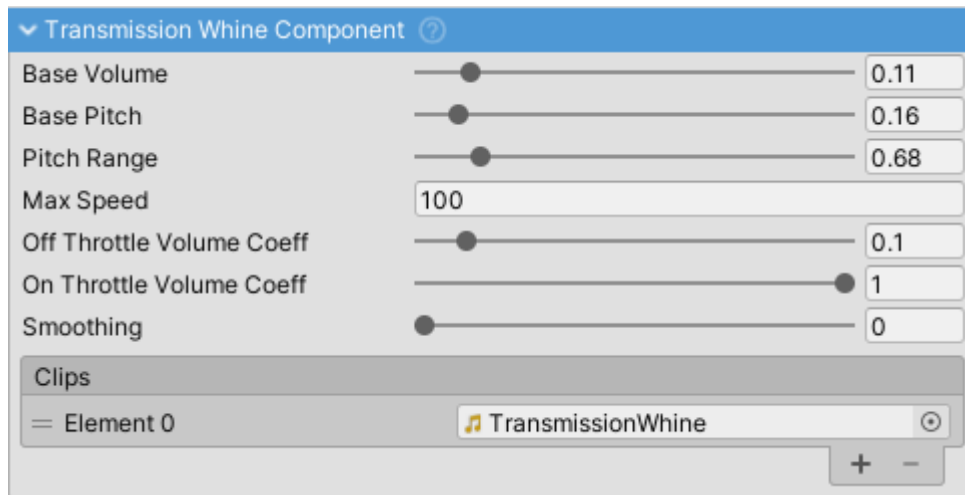 Transmission Whine Component ?
Base Volume 0.11
Base Pitch 0.16
Pitch Range 0.68
Max Speed 100
Off Throttle Volume Coeff 0.1
On Throttle Volume Coeff 1
Smoothing 0
Clips
= Element 0 TransmissionWhine
+ −